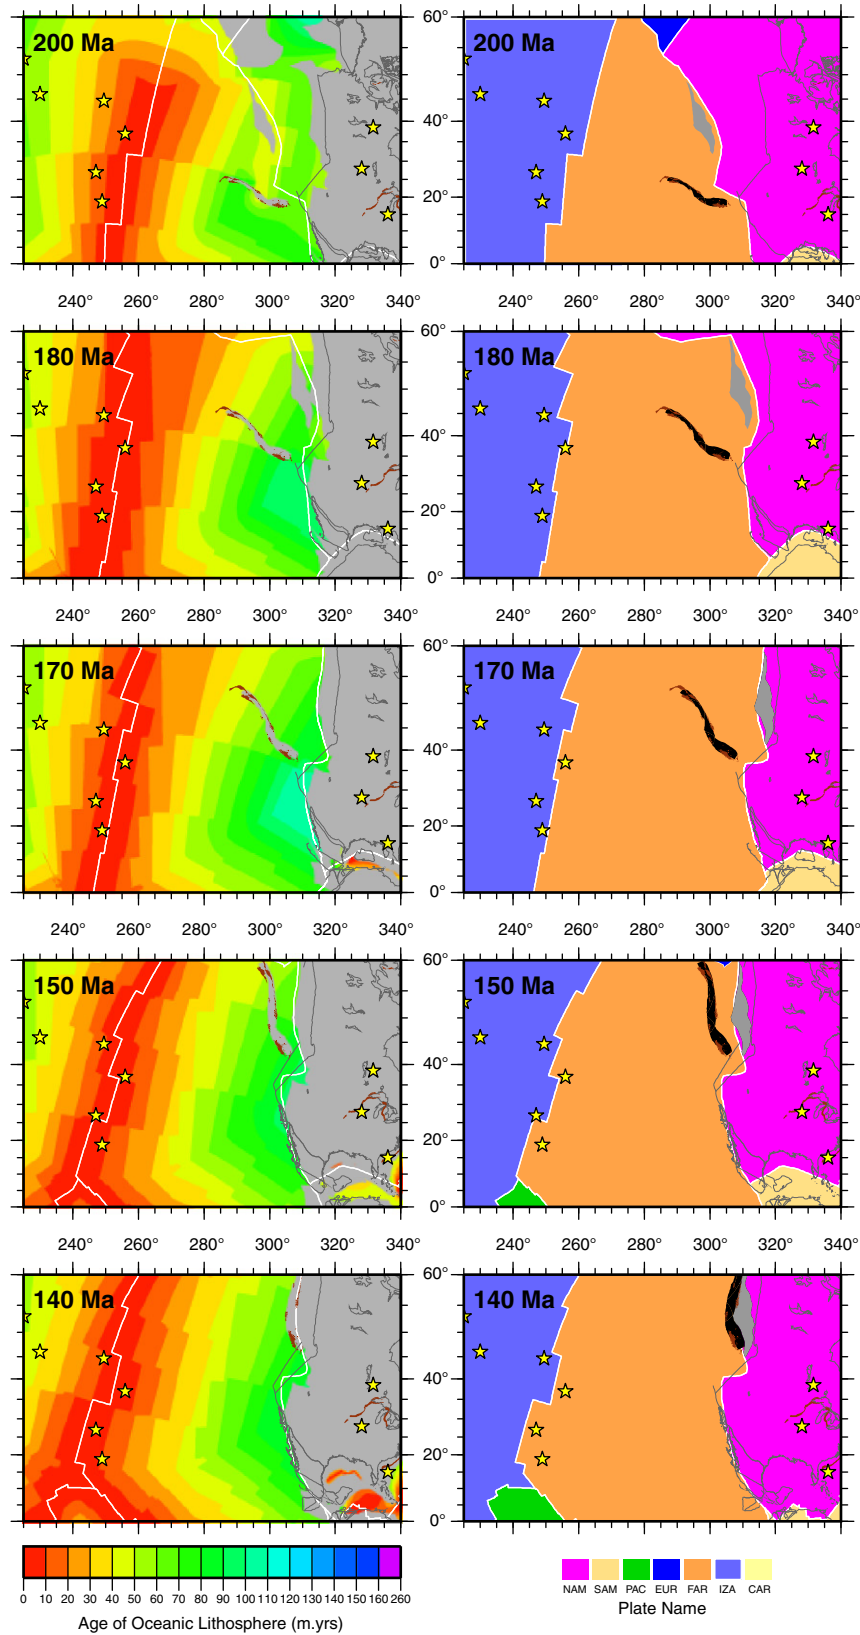 60°
200 Ma
200 Ma
40°
20°
0°
240° 260° 280° 300° 320° 340°
240° 260° 280° 300° 320° 340°
60°
180 Ma
180 Ma
40°
20°
0°
240° 260° 280° 300° 320° 340°
240° 260° 280° 300° 320° 340°
60°
170 Ma
170 Ma
40°
20°
0°
240° 260° 280° 300° 320° 340°
240° 260° 280° 300° 320° 340°
60°
150 Ma
150 Ma
40°
20°
0°
240° 260° 280° 300° 320° 340°
240° 260° 280° 300° 320° 340°
60°
140 Ma
140 Ma
40°
20°
0°
0 10 20 30 40 50 60 70 80 90 100 110 120 130 140 150 160 260
Age of Oceanic Lithosphere (m.yrs)
NAM SAM PAC EUR FAR IZA CAR
Plate Name